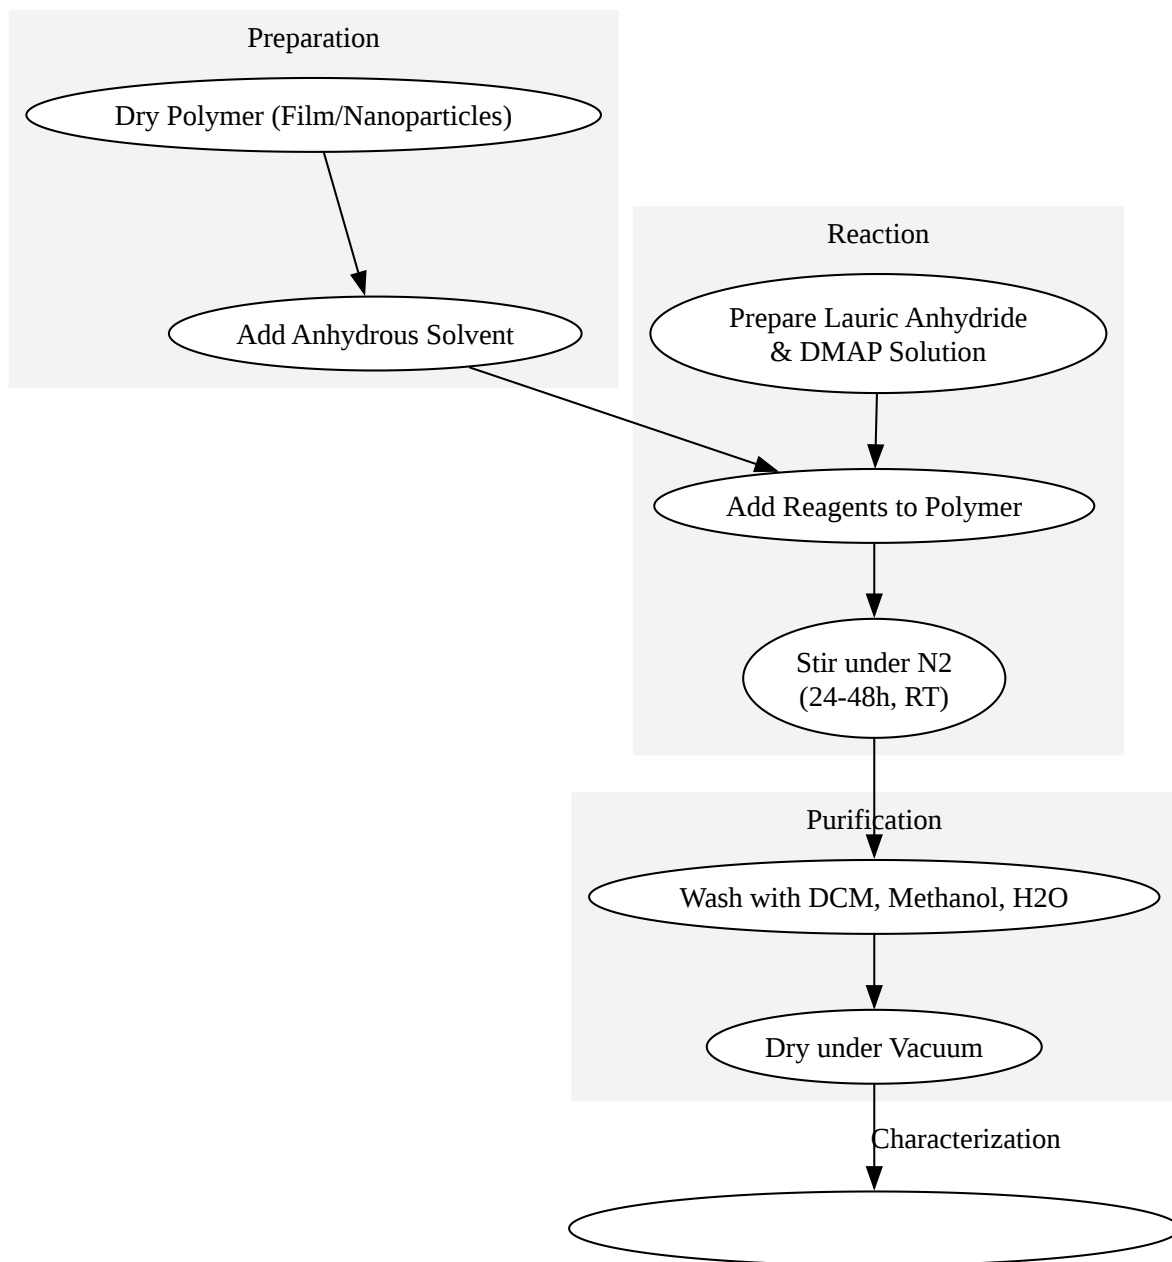 Preparation
Dry Polymer (Film/Nanoparticles)
Add Anhydrous Solvent
Reaction
Prepare Lauric Anhydride
& DMAP Solution
Add Reagents to Polymer
Stir under N2
(24-48h, RT)
Purification
Wash with DCM, Methanol, H2O
Dry under Vacuum
Characterization